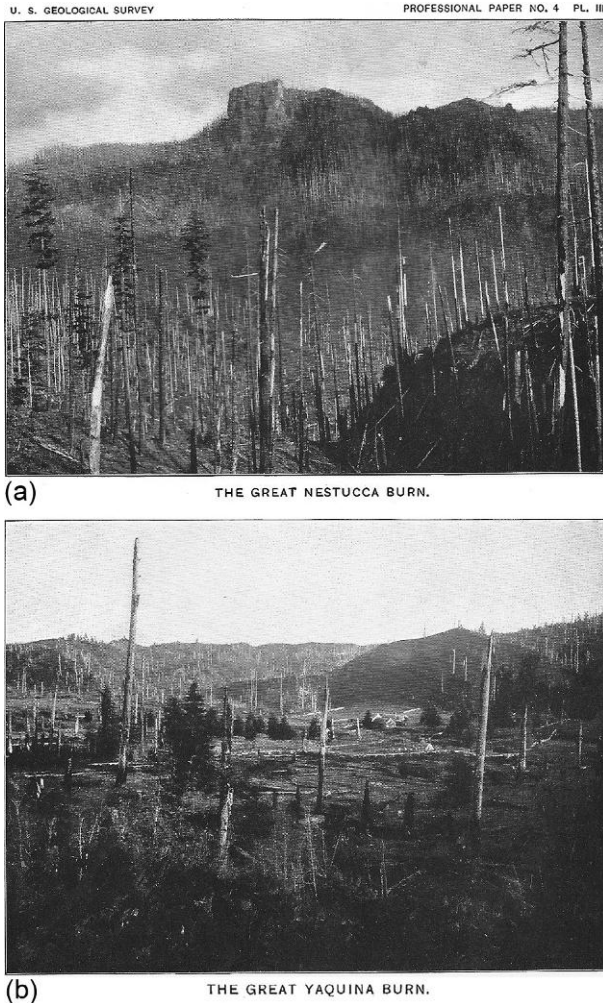 U. S. GEOLOGICAL SURVEY PROFESSIONAL PAPER NO. 4 PL. III
(a) THE GREAT NESTUCCA BURN.
(b) THE GREAT YAQUINA BURN.